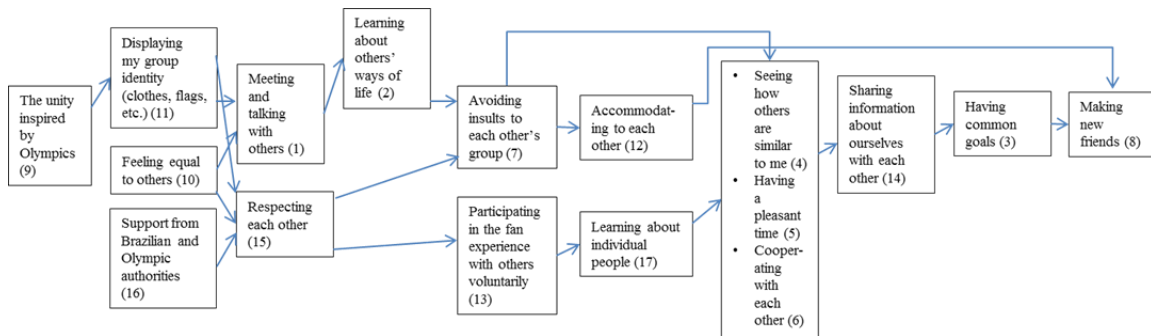 The unity
inspired
by
Olympics
(9)
Displaying
my group
identity
(clothes, flags,
etc.) (11)
Feeling equal
to others (10)
Support from
Brazilian and
Olympic
authorities
(16)
Meeting
and
talking
with
others (1)
Respecting
each other
(15)
Learning
about
others'
ways of
life (2)
Avoiding
insults to
each other's
group (7)
Participating
in the fan
experience
with others
voluntarily
(13)
Accommodat-
ing to each
other (12)
Learning about
individual
people (17)
• Seeing
how
others
are
similar
to me (4)
• Having
a
pleasant
time (5)
• Cooper-
ating
with
each
other (6)
Sharing
information
about
ourselves
with each
other (14)
Having
common
goals (3)
Making
new
friends (8)